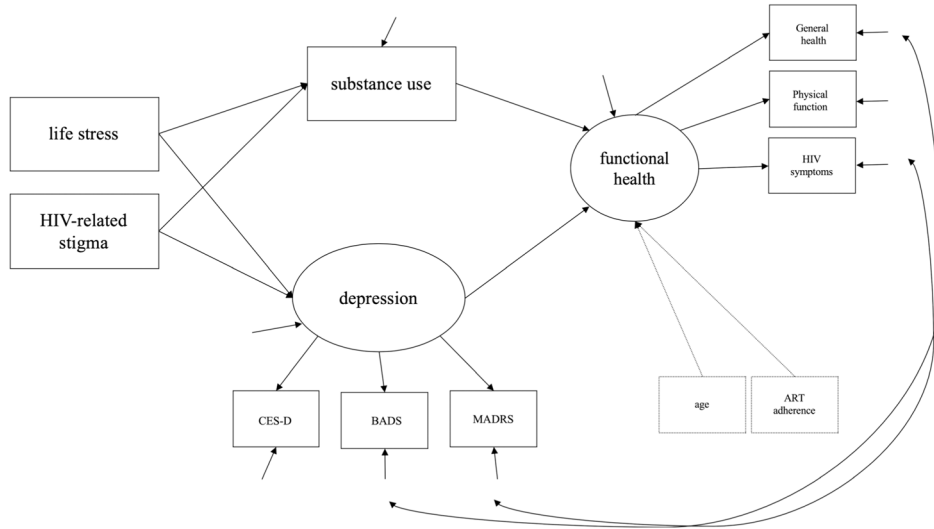 General
health
substance use
Physical
function
life stress
functional
health
HIV
symptoms
HIV-related
stigma
depression
age
ART
adherence
CES-D
BADS
MADRS